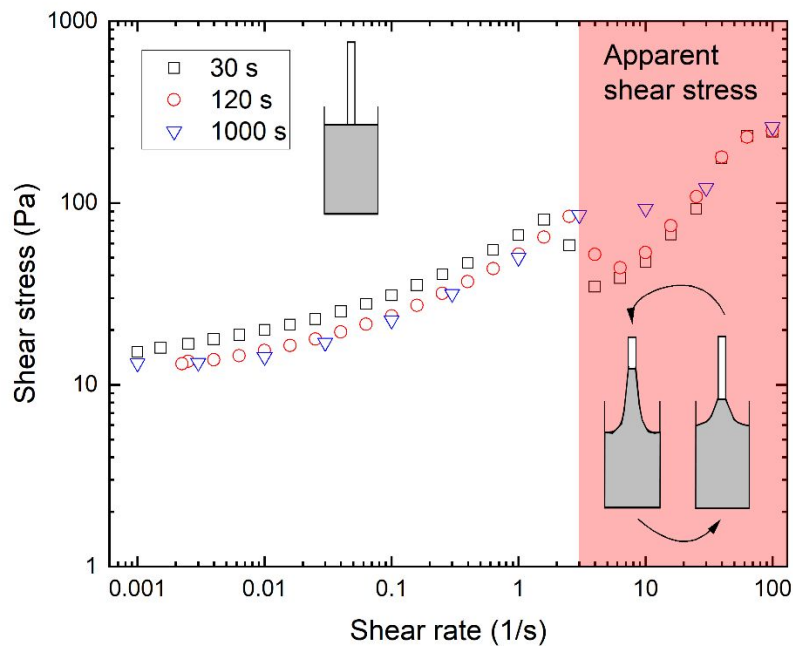 1000
100
10
1
Shear stress (Pa)
30 s
120 s
1000 s
Apparent
shear stress
0.001
0.01
0.1
1
10
100
Shear rate (1/s)